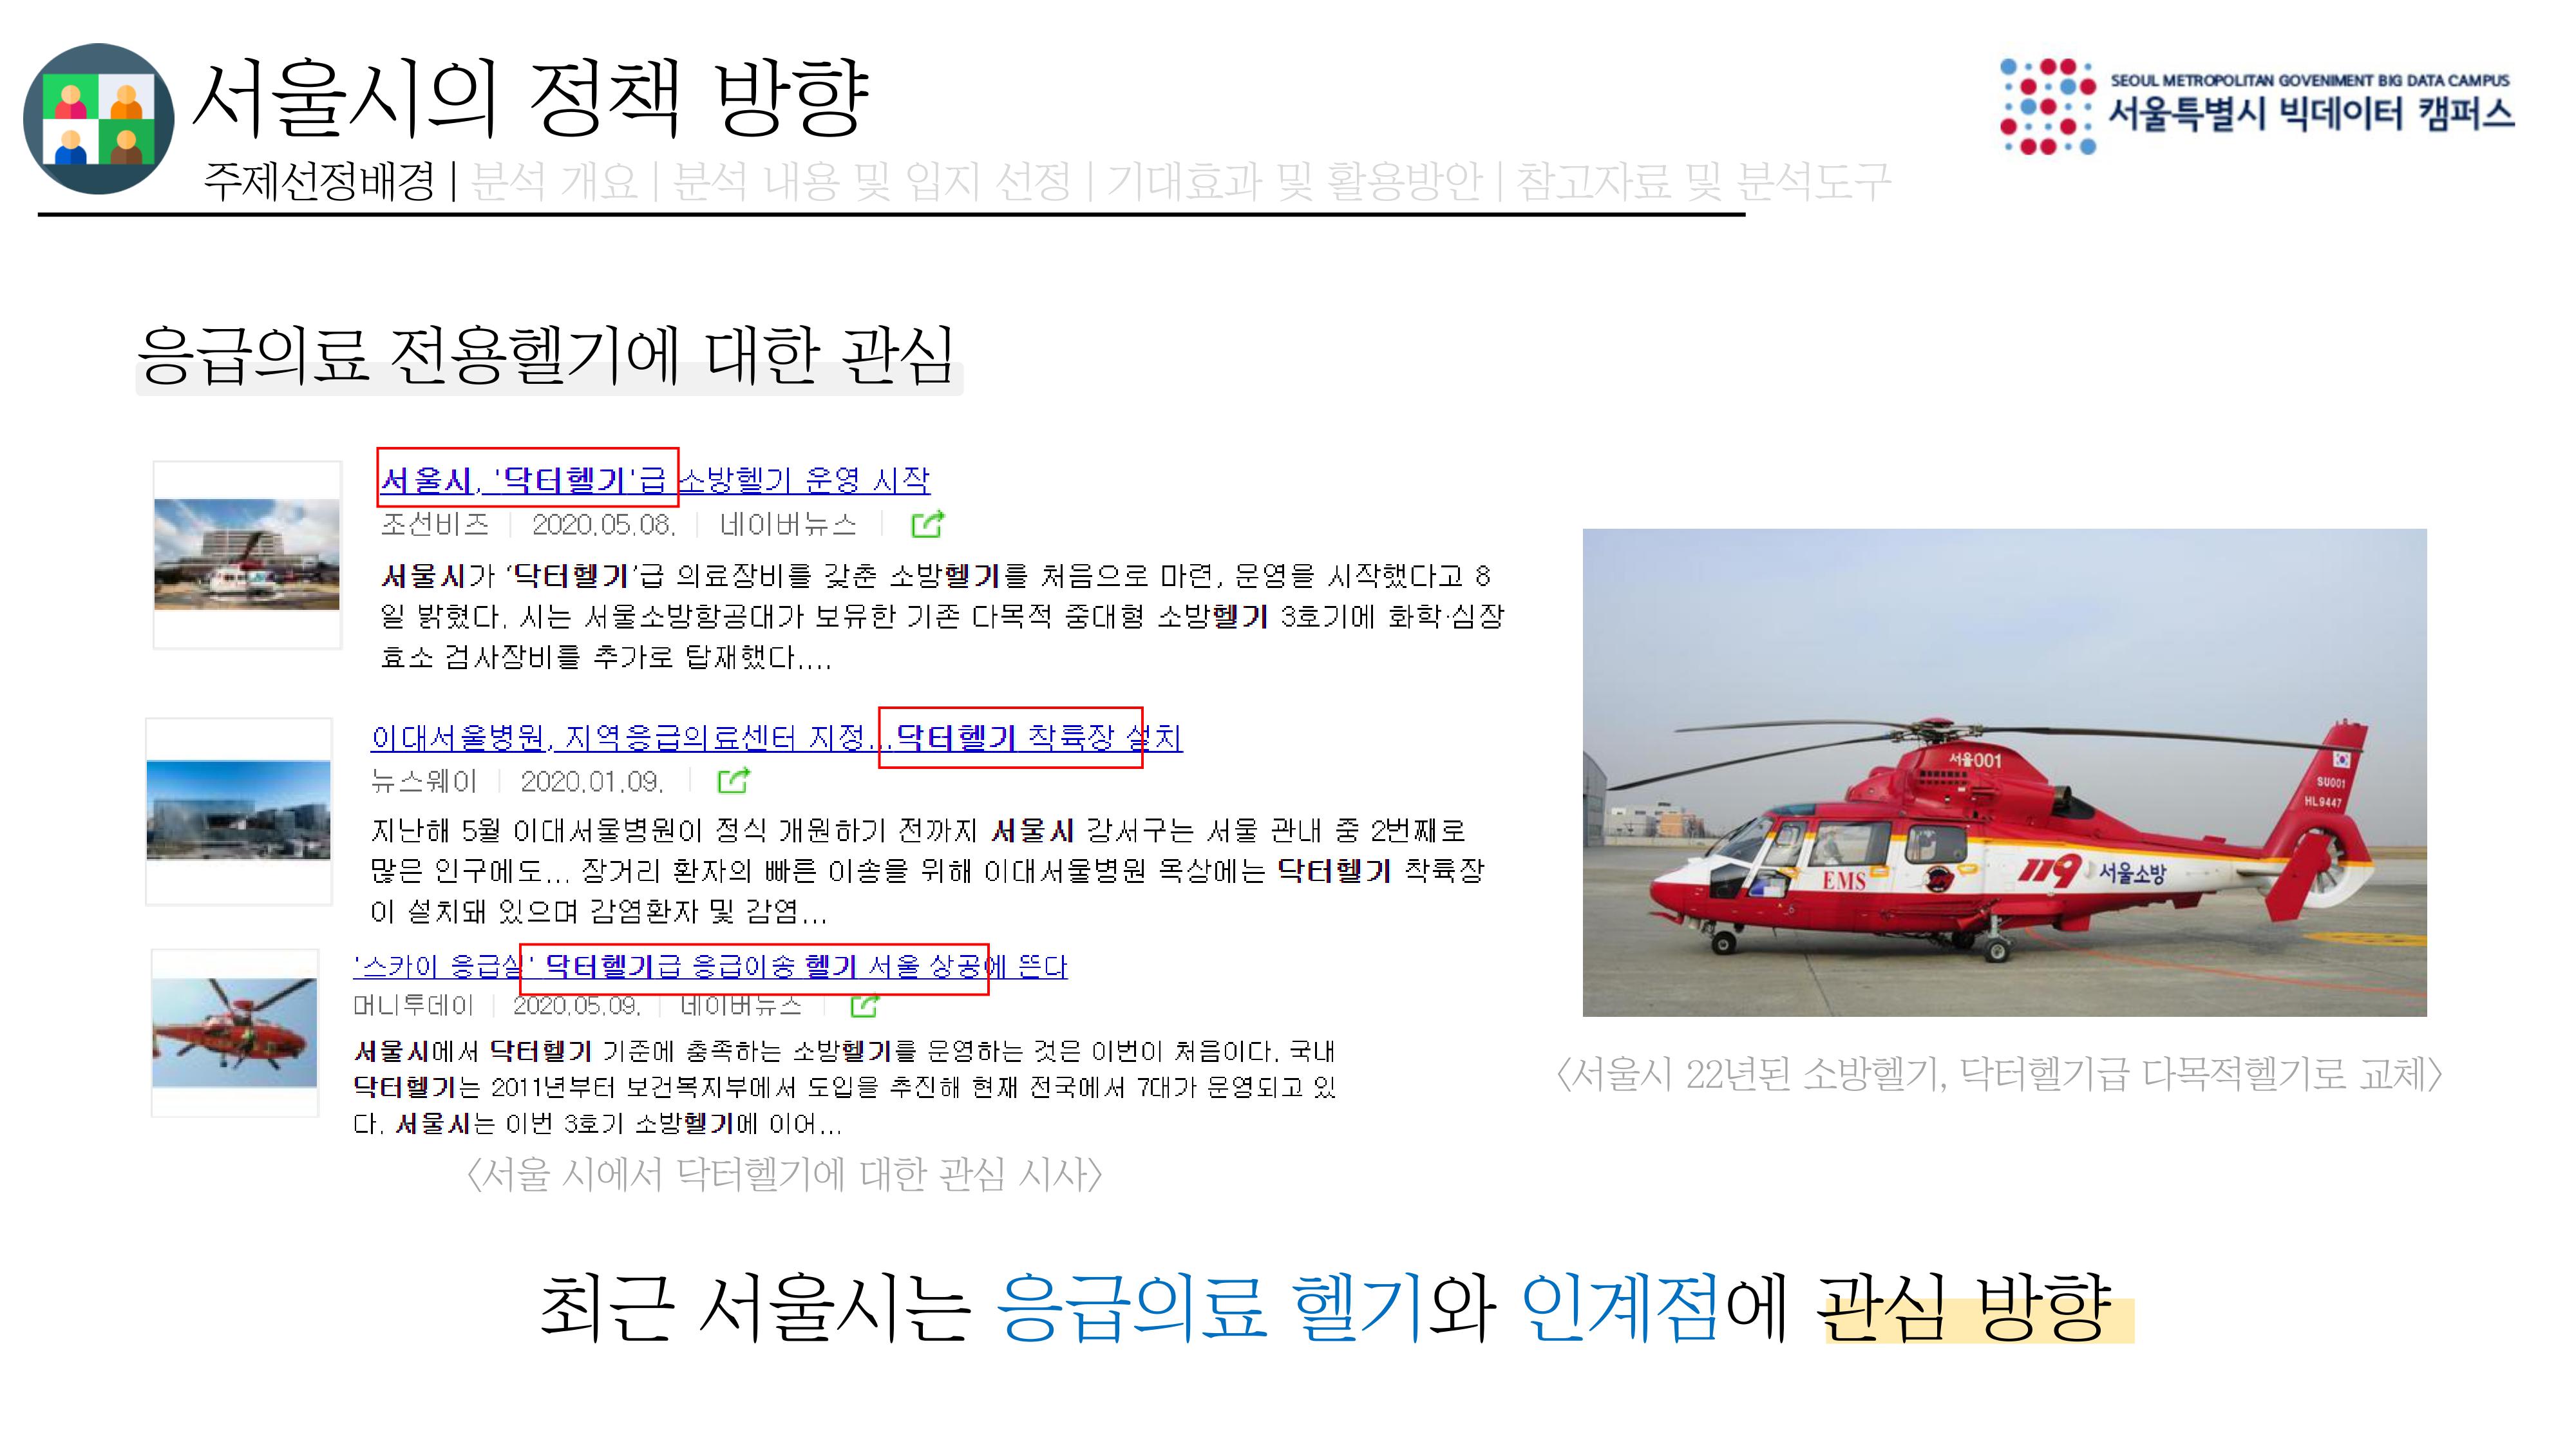 서울시의 정책 방향
SEOUL METROPOLITAN GOVENIMENT BIG DATA CAMPUS
서울특별시 빅데이터 캠퍼스
주제선정배경 | 분석 개요 | 분석 내용 및 입지 선정 | 기대효과 및 활용방안 | 참고자료 및 분석도구
응급의료 전용헬기에 대한 관심
서울시, '닥터헬기'급 소방헬기 운영 시작
조선비즈 | 2020.05.08. | 네이버뉴스 |
서울시가 '닥터헬기'급 의료장비를 갖춘 소방헬기를 처음으로 마련, 운영을 시작했다고 8
일 밝혔다. 시는 서울소방항공대가 보유한 기존 다목적 중대형 소방헬기 3호기에 화학·심장
효소 검사장비를 추가로 탑재했다....
이대서울병원, 지역응급의료센터 지정...닥터헬기 착륙장 설치
뉴스웨이 | 2020.01.09. |
지난해 5월 이대서울병원이 정식 개원하기 전까지 서울시 강서구는 서울 관내 중 2번째로
많은 인구에도... 장거리 환자의 빠른 이송을 위해 이대서울병원 옥상에는 닥터헬기 착륙장
이 설치돼 있으며 감염환자 및 감염...
'스카이 응급실' 닥터헬기급 응급이송 헬기 서울 상공에 뜬다
머니투데이 | 2020.05.09. | 네이버뉴스 |
서울시에서 닥터헬기 기준에 충족하는 소방헬기를 운영하는 것은 이번이 처음이다. 국내
닥터헬기는 2011년부터 보건복지부에서 도입을 추진해 현재 전국에서 7대가 운영되고 있
다. 서울시는 이번 3호기 소방헬기에 이어...
〈서울 시에서 닥터헬기에 대한 관심 시사〉
서울001
SU001
HL9447
EMS
119 서울소방
〈서울시 22년된 소방헬기, 닥터헬기급 다목적헬기로 교체〉
최근 서울시는 응급의료 헬기와 인계점에 관심 방향